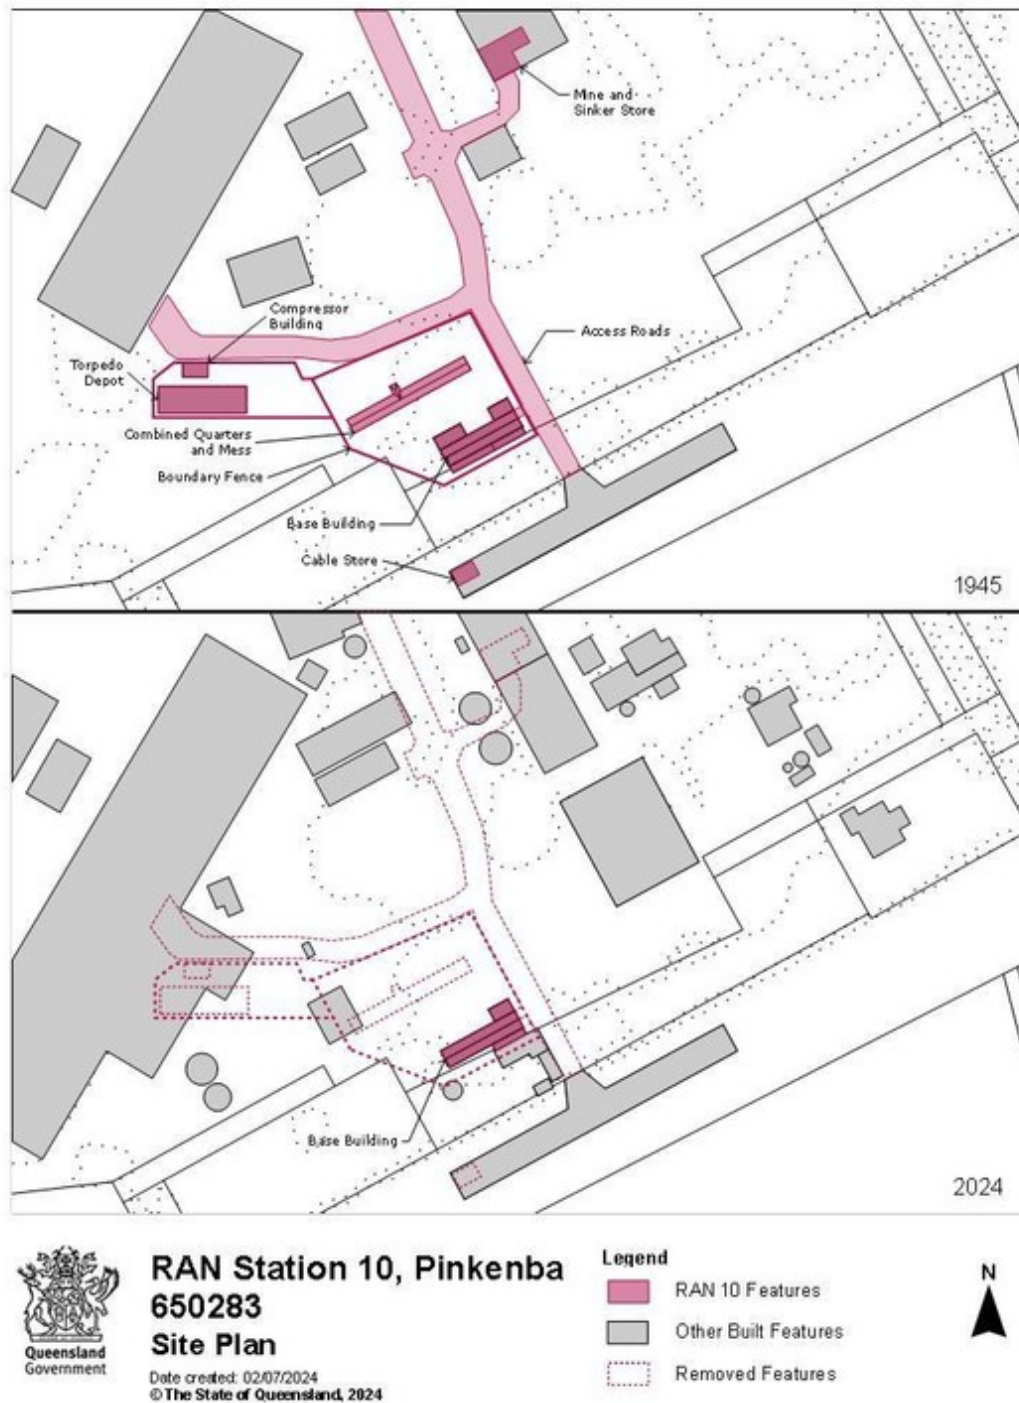 Mine and
Sinker Store
Compressor
Building
Access Roads
Torpedo
Depot
Combined Quarters
and Mess
Boundary Fence
Base Building
Cable Store
1945
Base Building
2024
Queensland
Government
RAN Station 10, Pinkenba
650283
Site Plan
Date created: 02/07/2024
© The State of Queensland, 2024
Legend
RAN 10 Features
Other Built Features
Removed Features
N